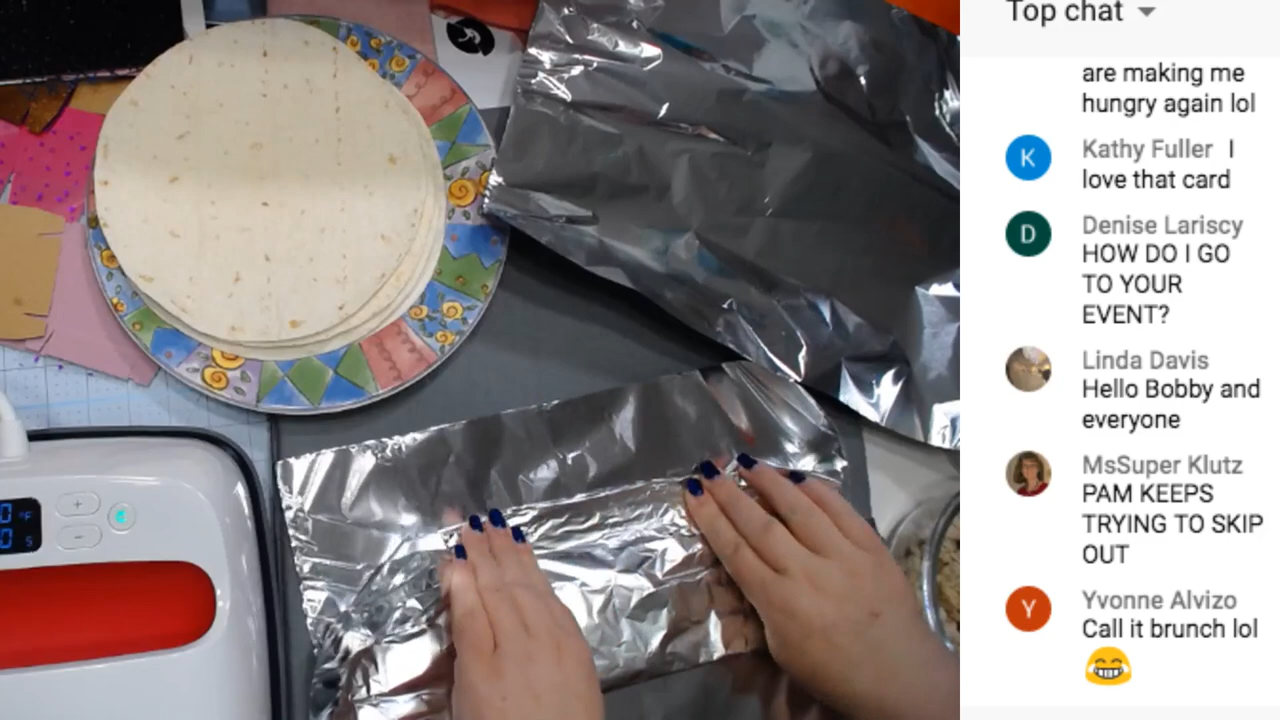 Top chat
are making me
hungry again lol
K
Kathy Fuller I
love that card
D
Denise Lariscy
HOW DO I GO
TO YOUR
EVENT?
Linda Davis
Hello Bobby and
everyone
MsSuper Klutz
PAM KEEPS
TRYING TO SKIP
OUT
Y
Yvonne Alvizo
Call it brunch lol
😂
0 °F
0 S
+
-